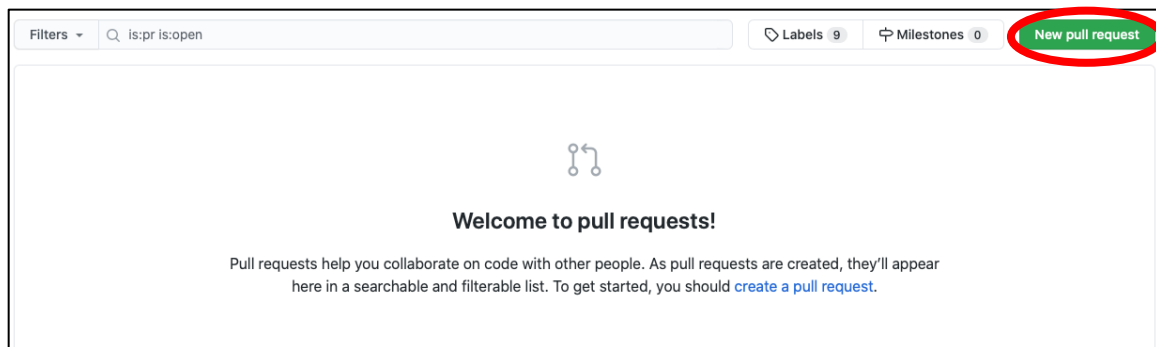 Filters
is:pr is:open
Labels 9
Milestones 0
New pull request
Welcome to pull requests!
Pull requests help you collaborate on code with other people. As pull requests are created, they’ll appear
here in a searchable and filterable list. To get started, you should create a pull request.